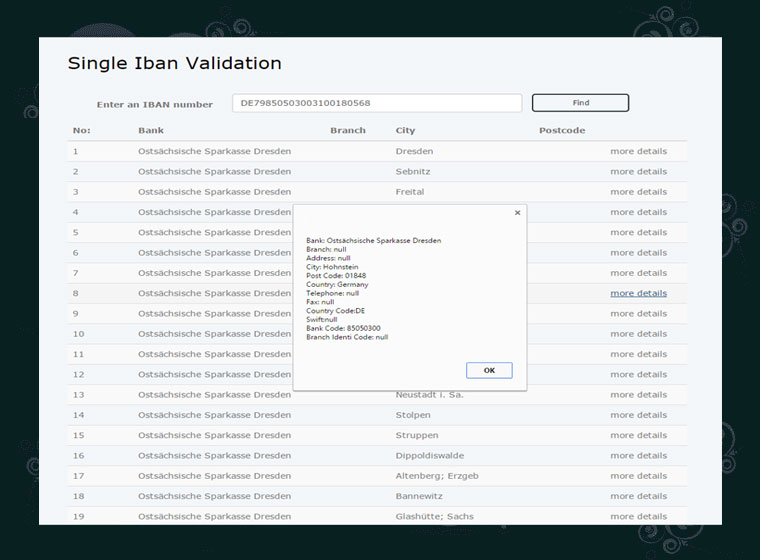 Single Iban Validation
Enter an IBAN number DE79850503003100180568 Find
No: Bank Branch City Postcode
1 Ostsächsische Sparkasse Dresden Dresden more details
2 Ostsächsische Sparkasse Dresden Sebnitz more details
3 Ostsächsische Sparkasse Dresden Freital more details
4 Ostsächsische Sparkasse Dresden more details
5 Ostsächsische Sparkasse Dresden more details
6 Ostsächsische Sparkasse Dresden more details
7 Ostsächsische Sparkasse Dresden more details
8 Ostsächsische Sparkasse Dresden more details
9 Ostsächsische Sparkasse Dresden more details
10 Ostsächsische Sparkasse Dresden more details
11 Ostsächsische Sparkasse Dresden more details
12 Ostsächsische Sparkasse Dresden more details
13 Ostsächsische Sparkasse Dresden Neustadt i. Sa. more details
14 Ostsächsische Sparkasse Dresden Stolpen more details
15 Ostsächsische Sparkasse Dresden Struppen more details
16 Ostsächsische Sparkasse Dresden Dippoldiswalde more details
17 Ostsächsische Sparkasse Dresden Altenberg; Erzgeb more details
18 Ostsächsische Sparkasse Dresden Bannewitz more details
19 Ostsächsische Sparkasse Dresden Glashütte; Sachs more details
×
Bank: Ostsächsische Sparkasse Dresden
Branch: null
Address: null
City: Hohnstein
Post Code: 01848
Country: Germany
Telephone: null
Fax: null
Country Code:DE
Swift:null
Bank Code: 85050300
Branch Identi Code: null
OK